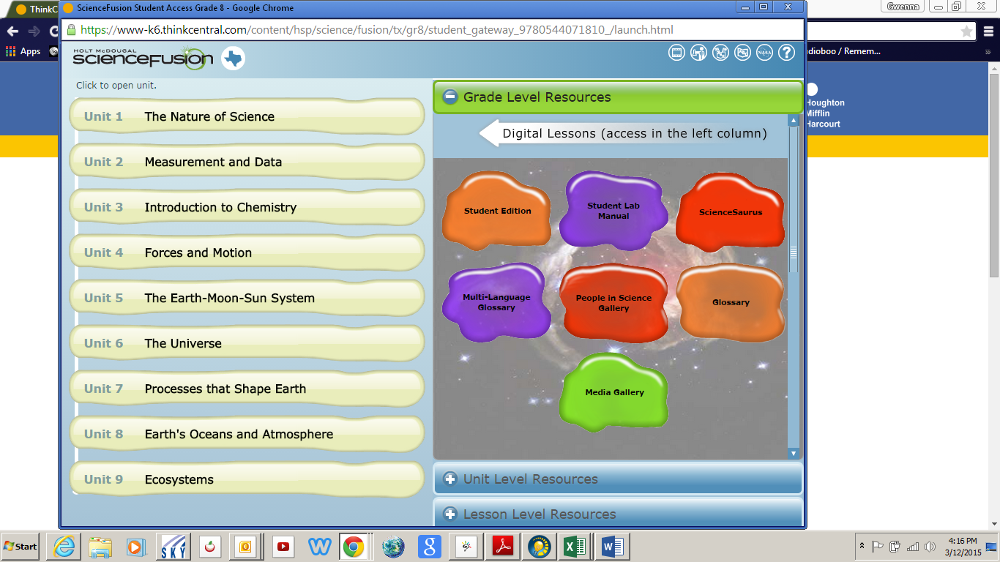 ThinkC
ScienceFusion Student Access Grade 8 - Google Chrome
Gwenna
https://www-k6.thinkcentral.com/content/hsp/science/fusion/tx/gr8/student_gateway_9780544071810_/launch.html
Apps
udioboo / Remem...
»
HOLT McDOUGAL
SCIENCEFUSION
NASA
?
Click to open unit.
Unit 1 The Nature of Science
Unit 2 Measurement and Data
Unit 3 Introduction to Chemistry
Unit 4 Forces and Motion
Unit 5 The Earth-Moon-Sun System
Unit 6 The Universe
Unit 7 Processes that Shape Earth
Unit 8 Earth's Oceans and Atmosphere
Unit 9 Ecosystems
Grade Level Resources
Digital Lessons (access in the left column)
Student Edition
Student Lab
Manual
ScienceSaurus
Multi-Language
Glossary
People in Science
Gallery
Glossary
Media Gallery
Unit Level Resources
Lesson Level Resources
Houghton
Mifflin
Harcourt
Start
SKY
4:16 PM
3/12/2015